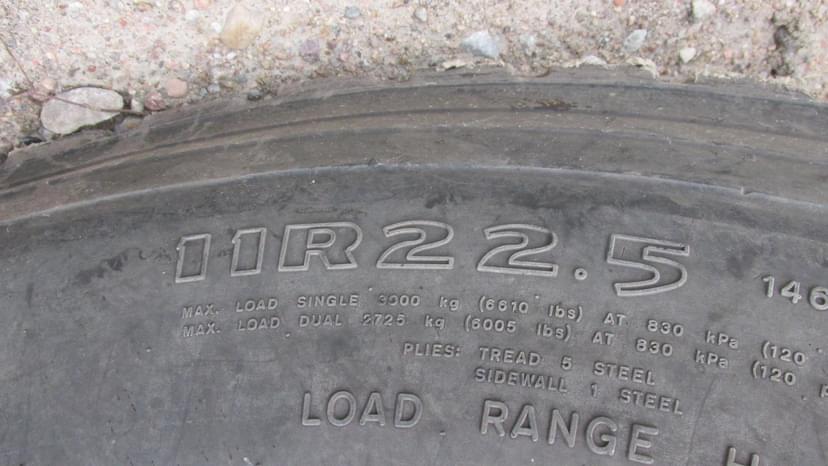 11R22.5 146
MAX. LOAD SINGLE 3000 kg (6610 lbs) AT 830 kPa (120
MAX. LOAD DUAL 2725 kg (6005 lbs) AT 830 kPa (120
PLIES: TREAD 5 STEEL
SIDEWALL 1 STEEL
LOAD RANGE H